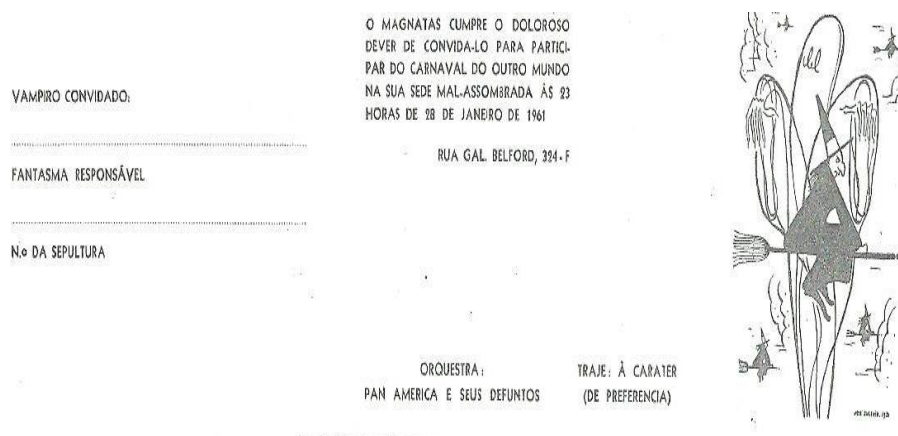 VAMPIRO CONVIDADO:
FANTASMA RESPONSÁVEL
N.o DA SEPULTURA
O MAGNATAS CUMPRE O DOLOROSO
DEVER DE CONVIDA-LO PARA PARTICI-
PAR DO CARNAVAL DO OUTRO MUNDO
NA SUA SEDE MAL-ASSOMBRADA ÀS 23
HORAS DE 28 DE JANEIRO DE 1961
RUA GAL. BELFORD, 324-F
ORQUESTRA:
PAN AMERICA E SEUS DEFUNTOS
TRAJE: À CARATER
(DE PREFERENCIA)